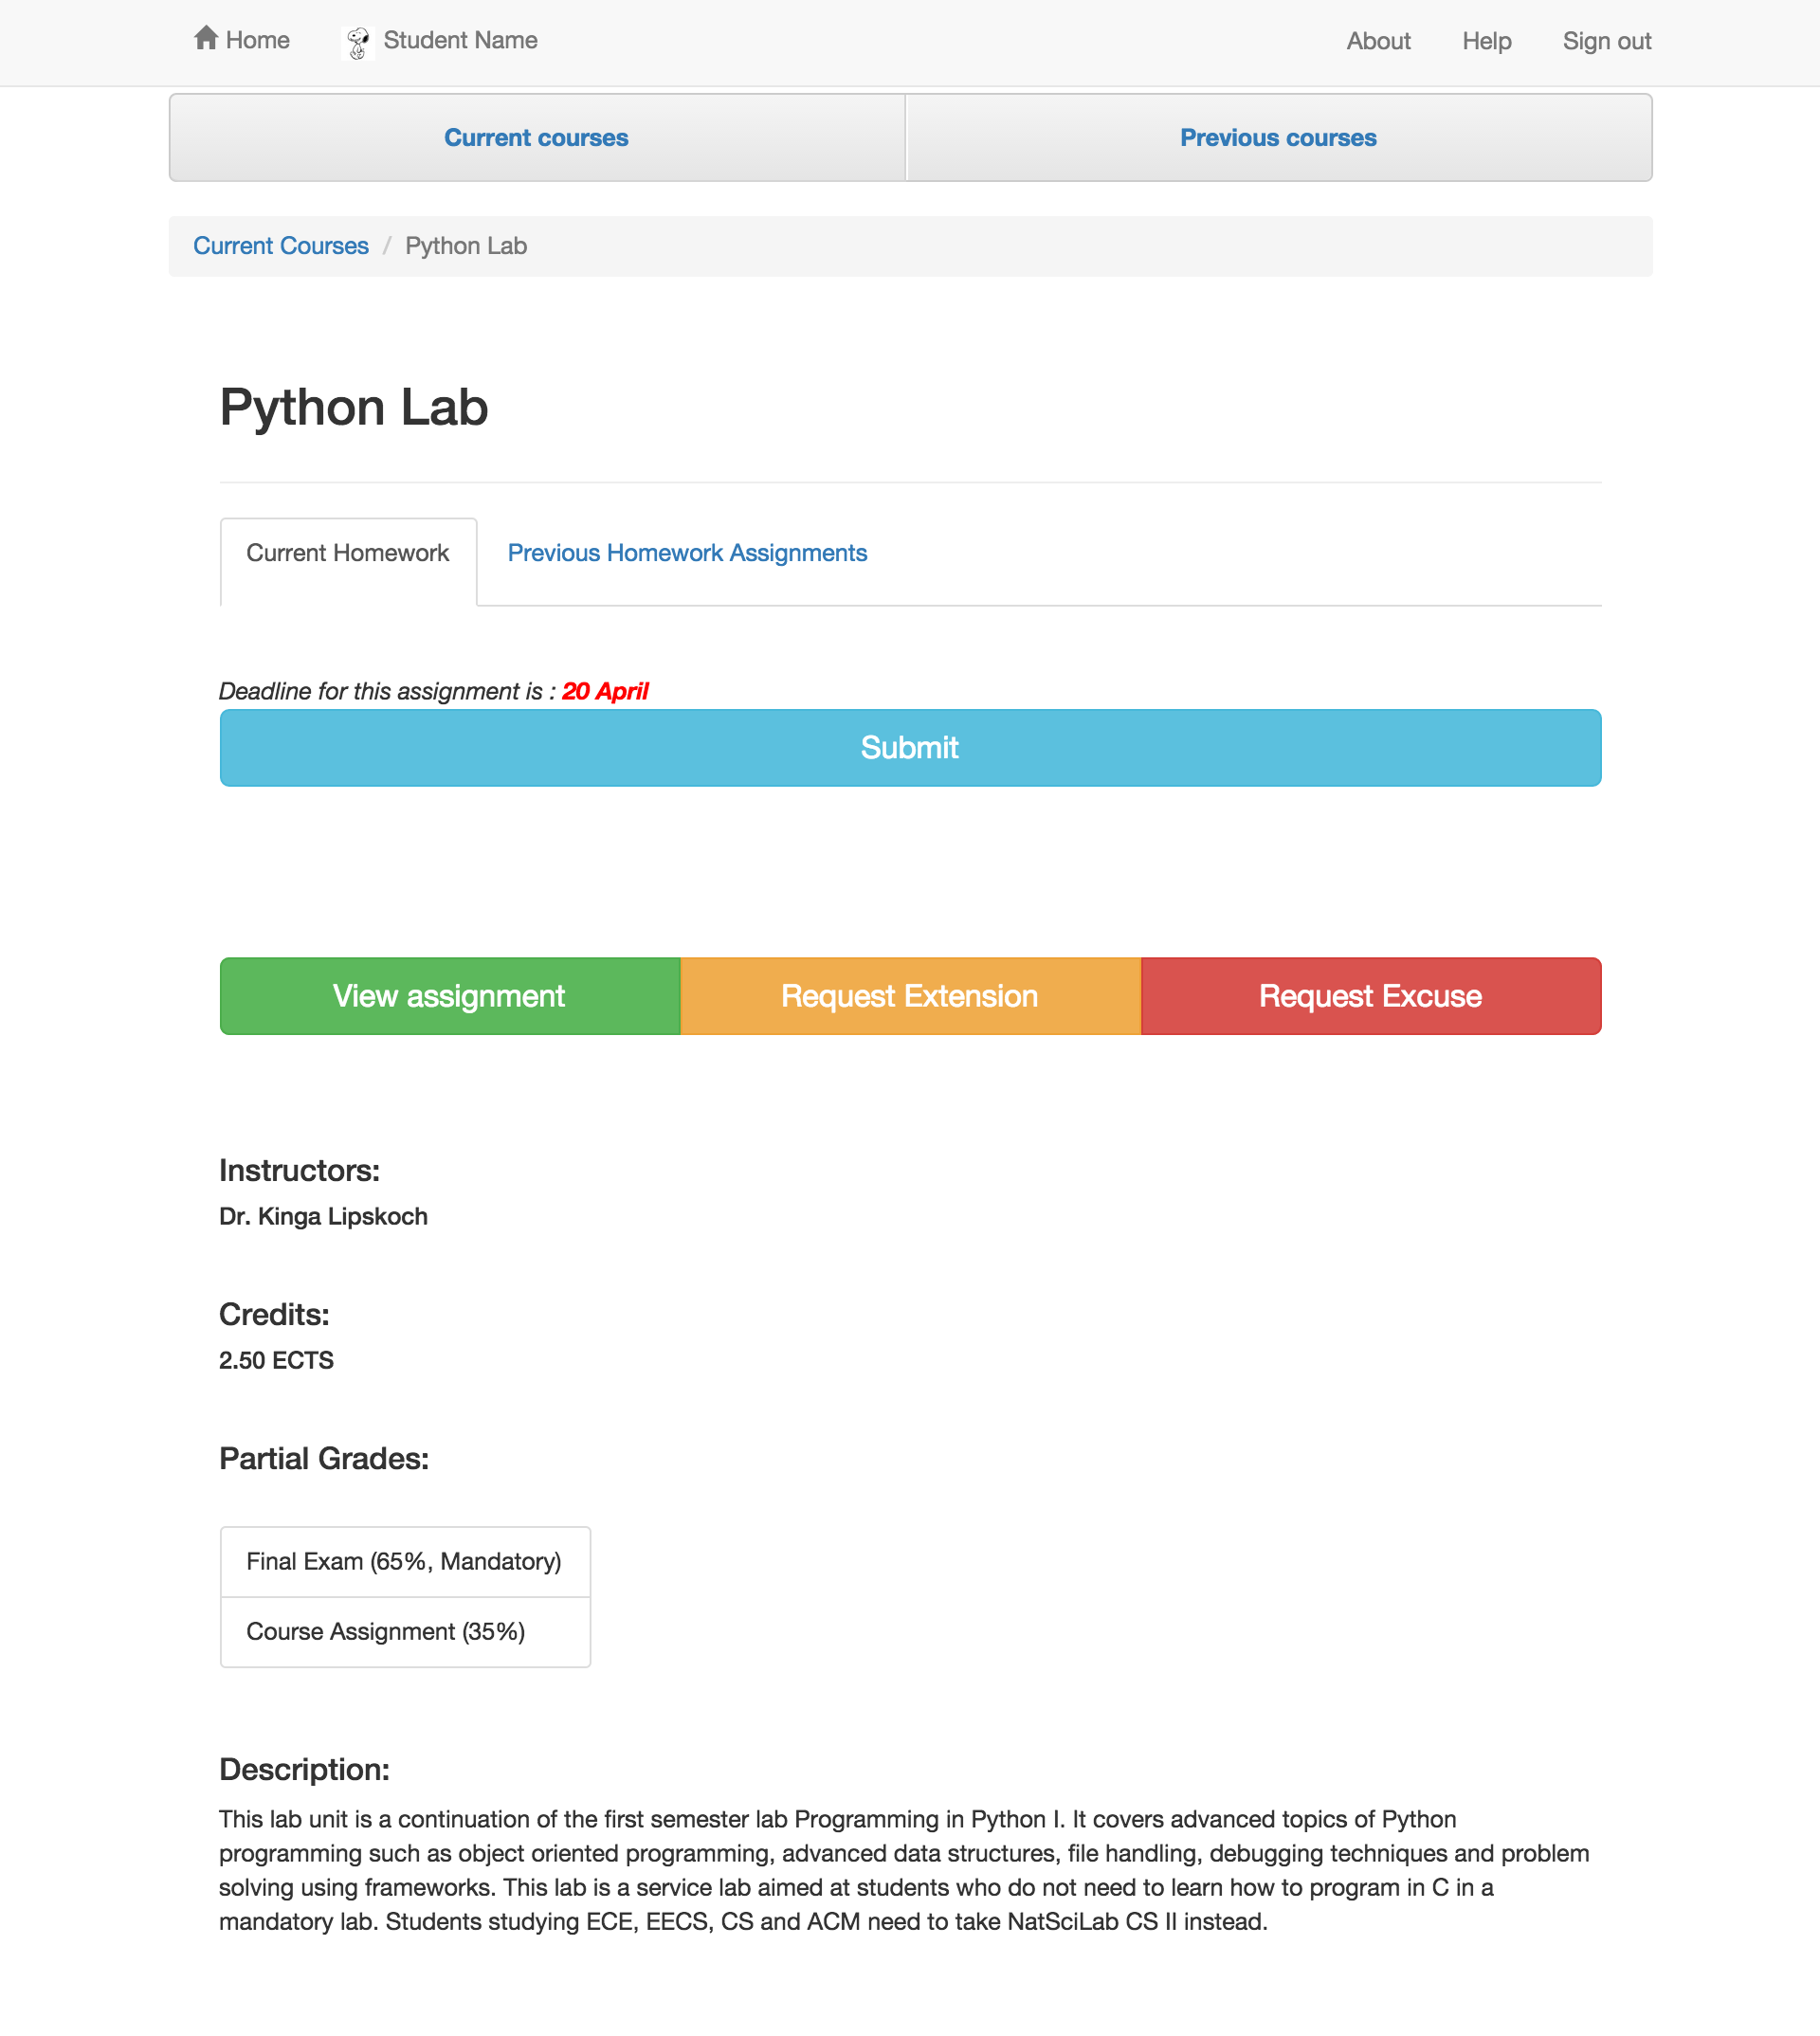 Home Student Name About Help Sign out
Current courses Previous courses
Current Courses / Python Lab
Python Lab
Current Homework Previous Homework Assignments
Deadline for this assignment is : 20 April
Submit
View assignment Request Extension Request Excuse
Instructors:
Dr. Kinga Lipskoch
Credits:
2.50 ECTS
Partial Grades:
Final Exam (65%, Mandatory)
Course Assignment (35%)
Description:
This lab unit is a continuation of the first semester lab Programming in Python I. It covers advanced topics of Python
programming such as object oriented programming, advanced data structures, file handling, debugging techniques and problem
solving using frameworks. This lab is a service lab aimed at students who do not need to learn how to program in C in a
mandatory lab. Students studying ECE, EECS, CS and ACM need to take NatSciLab CS II instead.